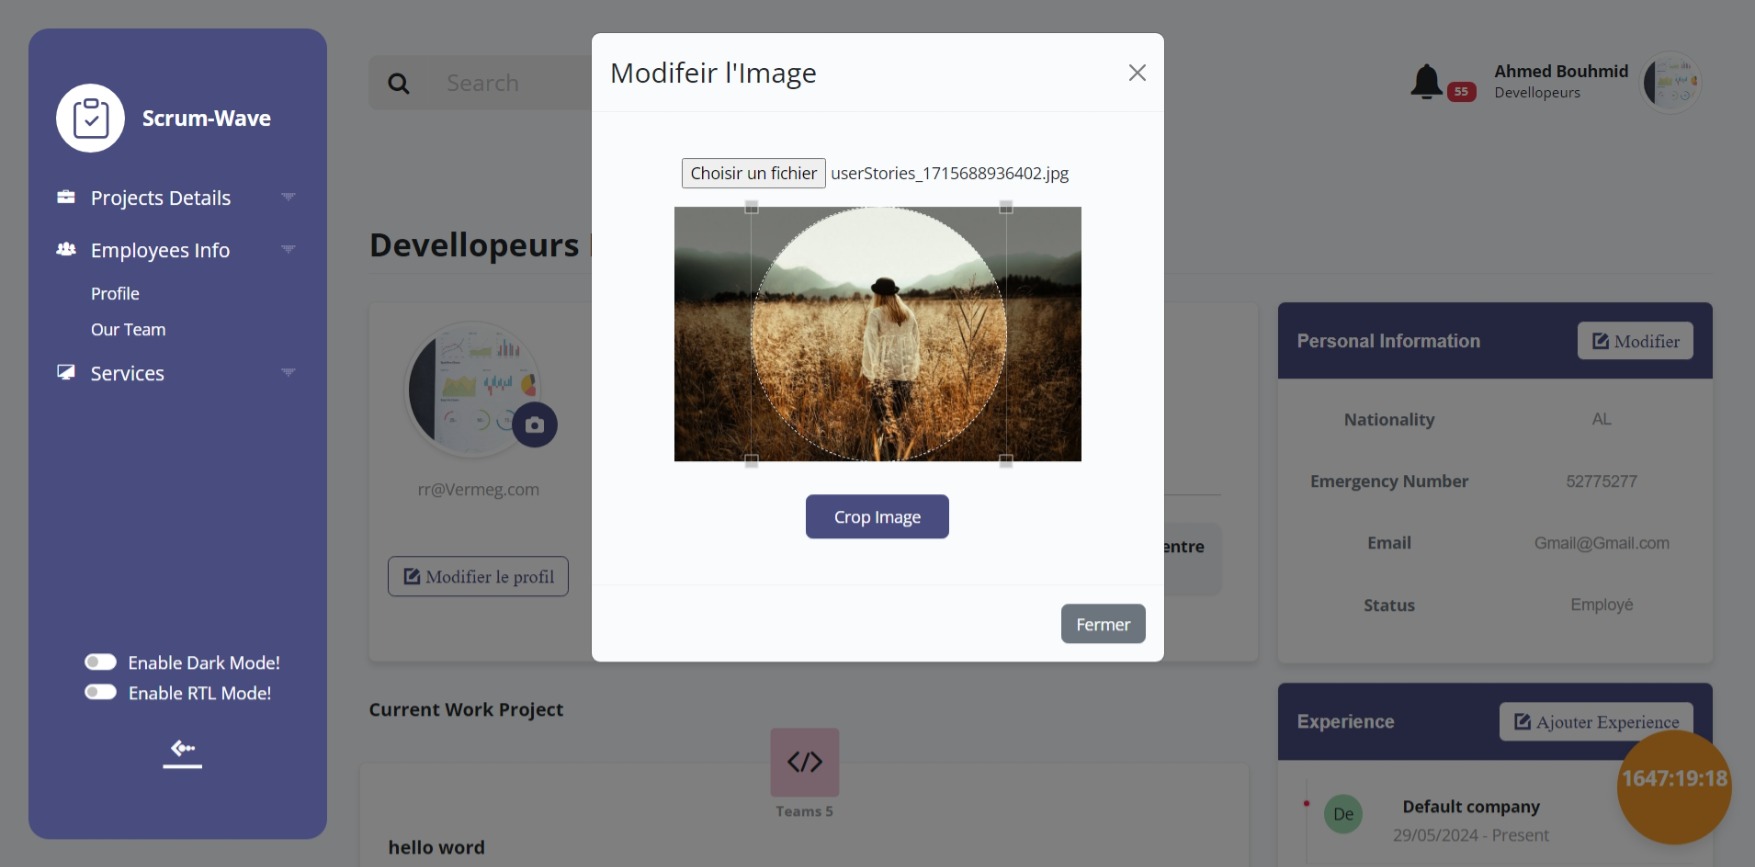 Scrum-Wave
Projects Details
Employees Info
Profile
Our Team
Services
Enable Dark Mode!
Enable RTL Mode!
Search
55
Ahmed Bouhmid
Devellopeurs
Modifeir l'Image
Choisir un fichier userStories_1715688936402.jpg
Crop Image
Fermer
Devellopeurs
rr@Vermeg.com
Modifier le profil
entre
Personal Information
Modifier
Nationality AL
Emergency Number 52775277
Email Gmail@Gmail.com
Status Employé
Current Work Project
Teams 5
hello word
Experience
Ajouter Experience
1647:19:18
De
Default company
29/05/2024 - Present